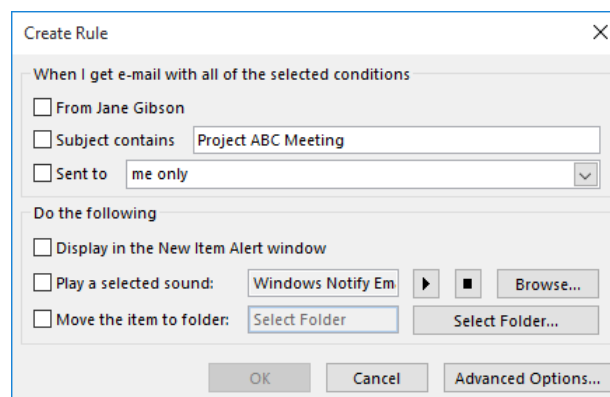 Create Rule
When I get e-mail with all of the selected conditions
From Jane Gibson
Subject contains Project ABC Meeting
Sent to me only
Do the following
Display in the New Item Alert window
Play a selected sound: Windows Notify Em Browse...
Move the item to folder: Select Folder Select Folder...
OK Cancel Advanced Options...